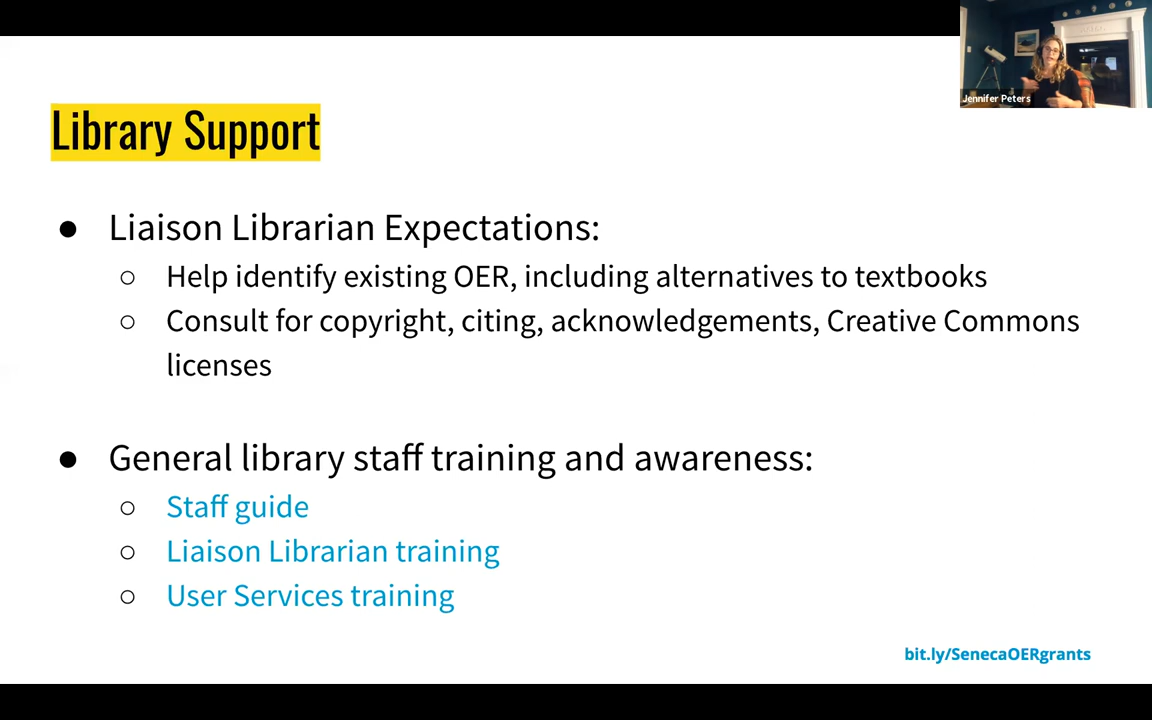 Jennifer Peters
Library Support
● Liaison Librarian Expectations:
○ Help identify existing OER, including alternatives to textbooks
○ Consult for copyright, citing, acknowledgements, Creative Commons
licenses
● General library staff training and awareness:
○ Staff guide
○ Liaison Librarian training
○ User Services training
bit.ly/SenecaOERgrants